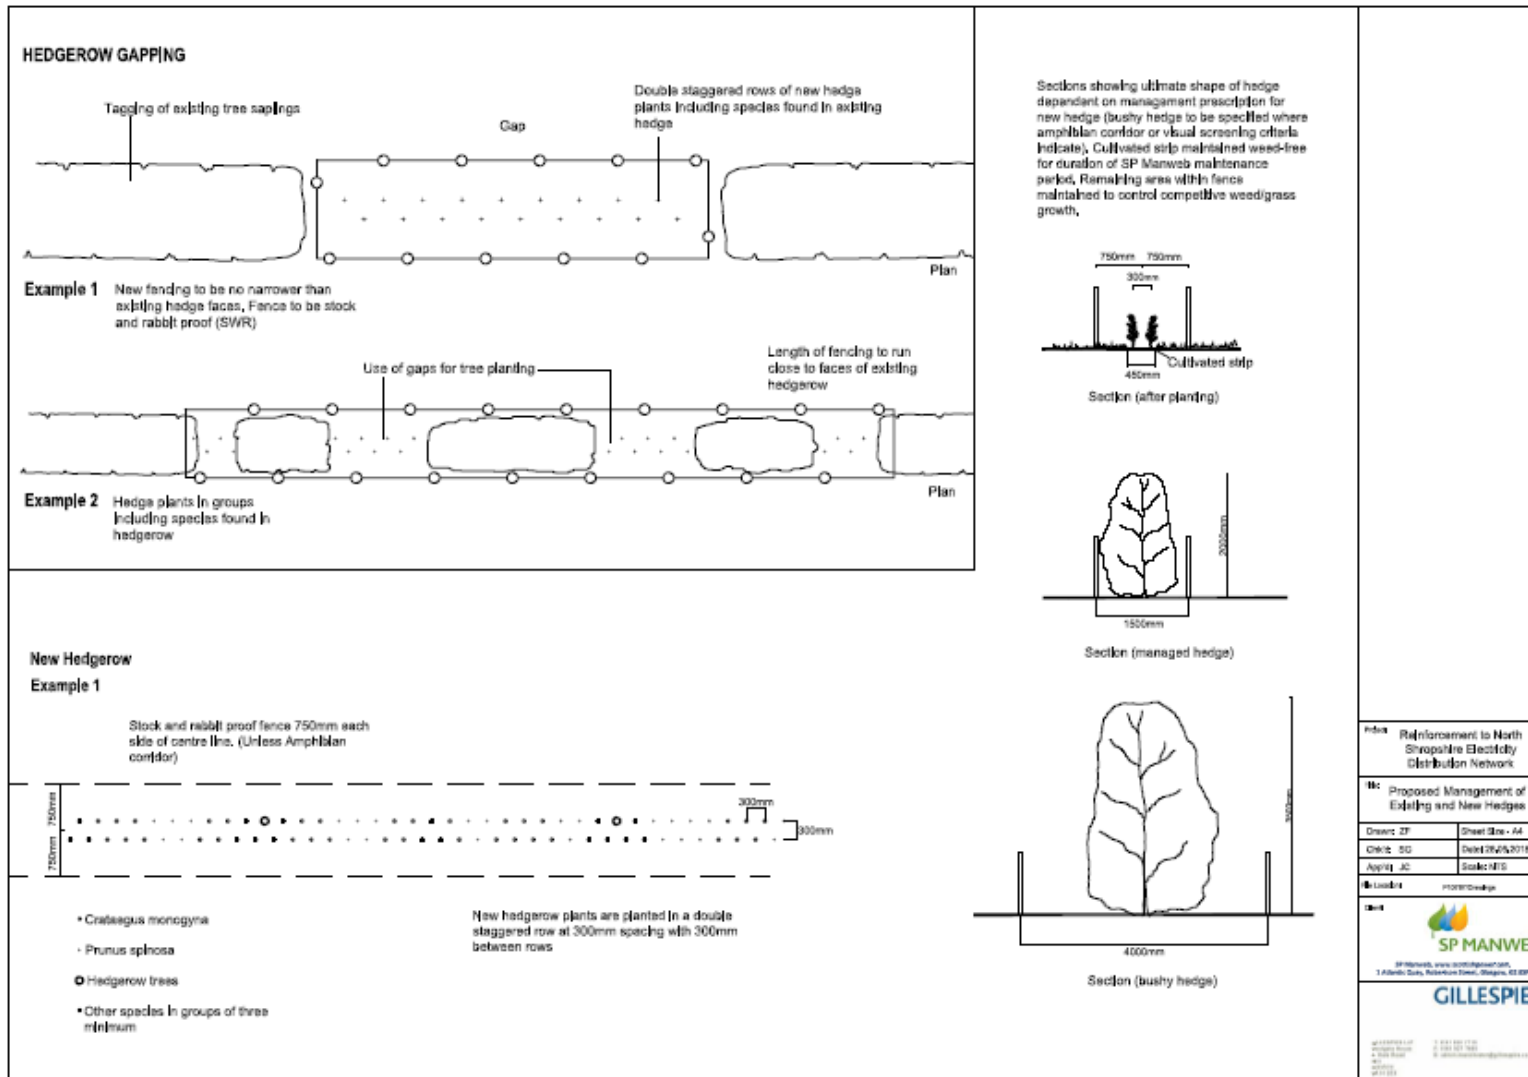 HEDGEROW GAPPING
Tagging of existing tree saplings
Gap
Double staggered rows of new hedge
plants including species found in existing
hedge
Plan
Example 1
New fencing to be no narrower than
existing hedge faces, Fence to be stock
and rabbit proof (SWR)
Use of gaps for tree planting
Length of fencing to run
close to faces of existing
hedgerow
Plan
Example 2
Hedge plants in groups
including species found in
hedgerow
New Hedgerow
Example 1
Stock and rabbit proof fence 750mm each
side of centre line. (Unless Amphibian
corridor)
750mm
750mm
300mm
300mm
• Crataegus monogyna
· Prunus spinosa
Hedgerow trees
• Other species in groups of three
minimum
New hedgerow plants are planted in a double
staggered row at 300mm spacing with 300mm
between rows
Sections showing ultimate shape of hedge
dependent on management prescription for
new hedge (bushy hedge to be specified where
amphibian corridor or visual screening criteria
indicate). Cultivated strip maintained weed-free
for duration of SP Manweb maintenance
period. Remaining area within fence
maintained to control competitive weed/grass
growth.
750mm 750mm
300mm
Cultivated strip
450mm
Section (after planting)
2000mm
1500mm
Section (managed hedge)
4000mm
Section (bushy hedge)
Project
Reinforcement to North
Shropshire Electricity
Distribution Network
Title
Proposed Management of
Existing and New Hedges
Drawn: ZF
Sheet Size - A4
Chk'd: SG
Appr'd: JC
Scale: NTS
File Location
Client
SP MANWE
GILLESPIE